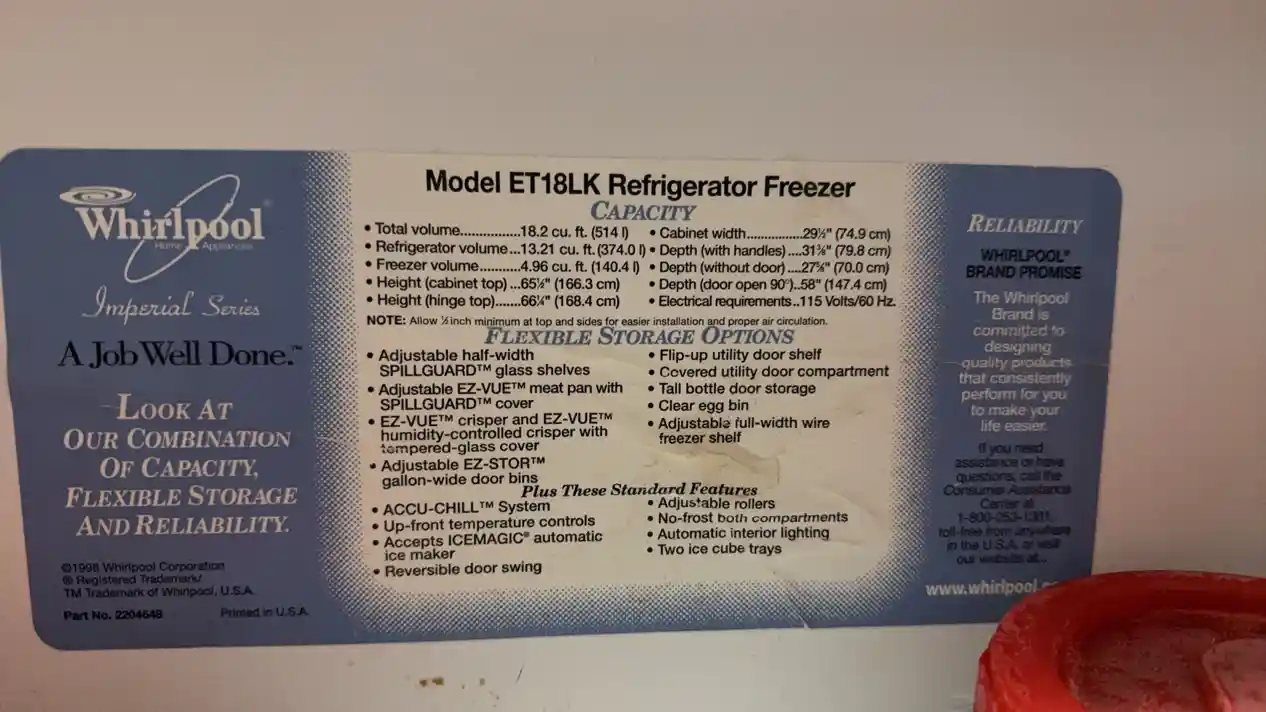 Whirlpool®
Home Appliances
Imperial Series
A Job Well Done.™
LOOK AT
OUR COMBINATION
OF CAPACITY,
FLEXIBLE STORAGE
AND RELIABILITY.
©1998 Whirlpool Corporation
® Registered Trademark/
TM Trademark of Whirlpool, U.S.A.
Part No. 2204648 Printed in U.S.A.
Model ET18LK Refrigerator Freezer
CAPACITY
• Total volume...............18.2 cu. ft. (514 l)
• Refrigerator volume...13.21 cu. ft. (374.0 l)
• Freezer volume..........4.96 cu. ft. (140.4 l)
• Height (cabinet top) ...65½" (166.3 cm)
• Height (hinge top).......66¼" (168.4 cm)
• Cabinet width...............29½" (74.9 cm)
• Depth (with handles)....31⅜" (79.8 cm)
• Depth (without door)....27⅝" (70.0 cm)
• Depth (door open 90°)..58" (147.4 cm)
• Electrical requirements..115 Volts/60 Hz.
NOTE: Allow ½ inch minimum at top and sides for easier installation and proper air circulation.
FLEXIBLE STORAGE OPTIONS
• Adjustable half-width
SPILLGUARD™ glass shelves
• Adjustable EZ-VUE™ meat pan with
SPILLGUARD™ cover
• EZ-VUE™ crisper and EZ-VUE™
humidity-controlled crisper with
tempered-glass cover
• Adjustable EZ-STOR™
gallon-wide door bins
• Flip-up utility door shelf
• Covered utility door compartment
• Tall bottle door storage
• Clear egg bin
• Adjustable full-width wire
freezer shelf
Plus These Standard Features
• ACCU-CHILL™ System
• Up-front temperature controls
• Accepts ICEMAGIC® automatic
ice maker
• Reversible door swing
• Adjustable rollers
• No-frost both compartments
• Automatic interior lighting
• Two ice cube trays
RELIABILITY
WHIRLPOOL®
BRAND PROMISE
The Whirlpool
Brand is
committed to
designing
quality products
that consistently
perform for you
to make your
life easier.
If you need
assistance or have
questions, call the
Consumer Assistance
Center at
1-800-253-1301,
toll-free from anywhere
in the U.S.A. or visit
our website at...
www.whirlpool.c